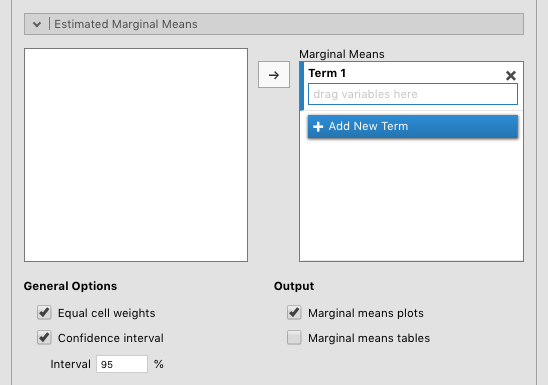 | Estimated Marginal Means
Marginal Means
Term 1
drag variables here
Add New Term
General Options
Output
Equal cell weights
Marginal means plots
Confidence interval
Marginal means tables
Interval 95 %